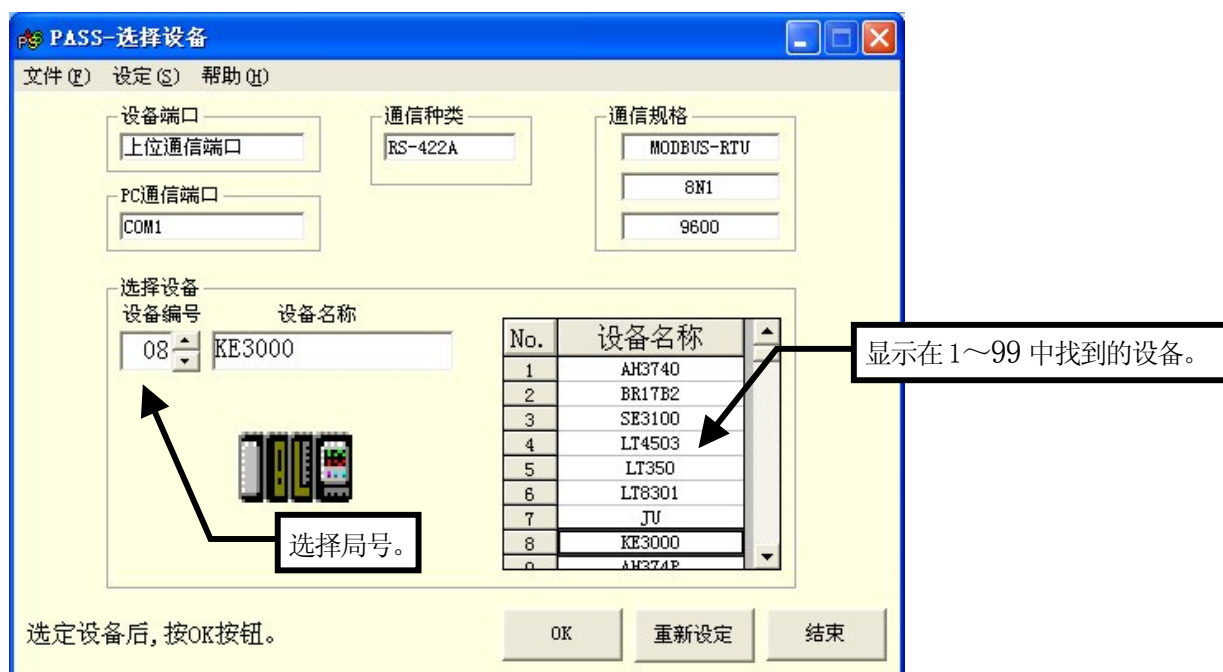 PASS-选择设备
文件(F) 设定(S) 帮助(H)
设备端口
上位通信端口
通信种类
RS-422A
通信规格
MODBUS-RTU
8N1
9600
PC通信端口
COM1
选择设备
设备编号 设备名称
08 KE3000
No. 设备名称
1 AH3740
2 BR17B2
3 SE3100
4 LT4503
5 LT350
6 LT8301
7 JU
8 KE3000
显示在1～99中找到的设备。
选择局号。
选定设备后,按OK按钮。
OK 重新设定 结束